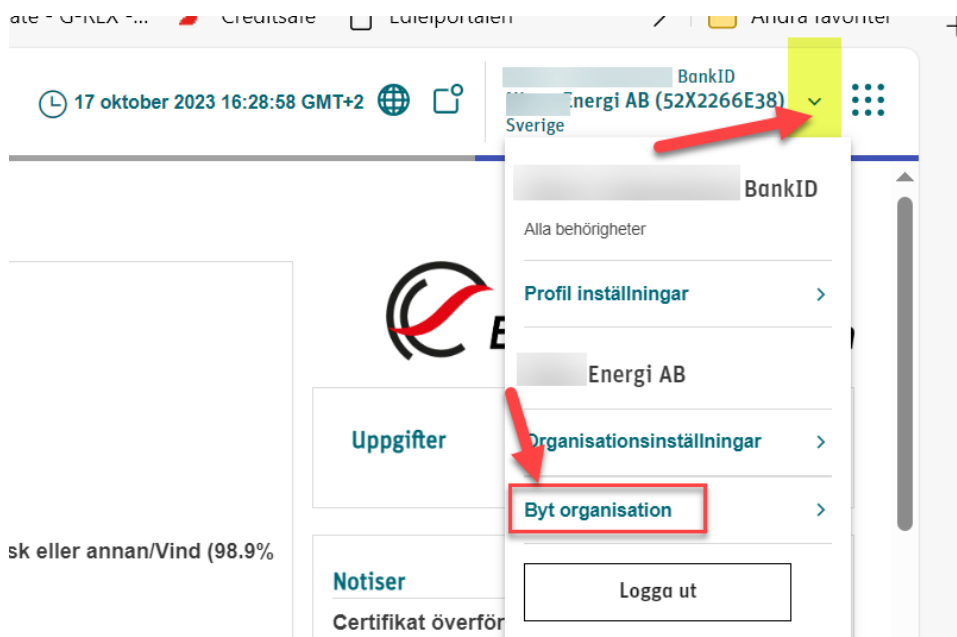 ate - G-REX -...
Creditsafe
Edielportalen
Andra favoriter
BankID
17 oktober 2023 16:28:58 GMT+2
Energi AB (52X2266E38)
Sverige
BankID
Alla behörigheter
Profil inställningar
Energi AB
Uppgifter
Organisationsinställningar
Byt organisation
sk eller annan/Vind (98.9%
Notiser
Logga ut
Certifikat överför